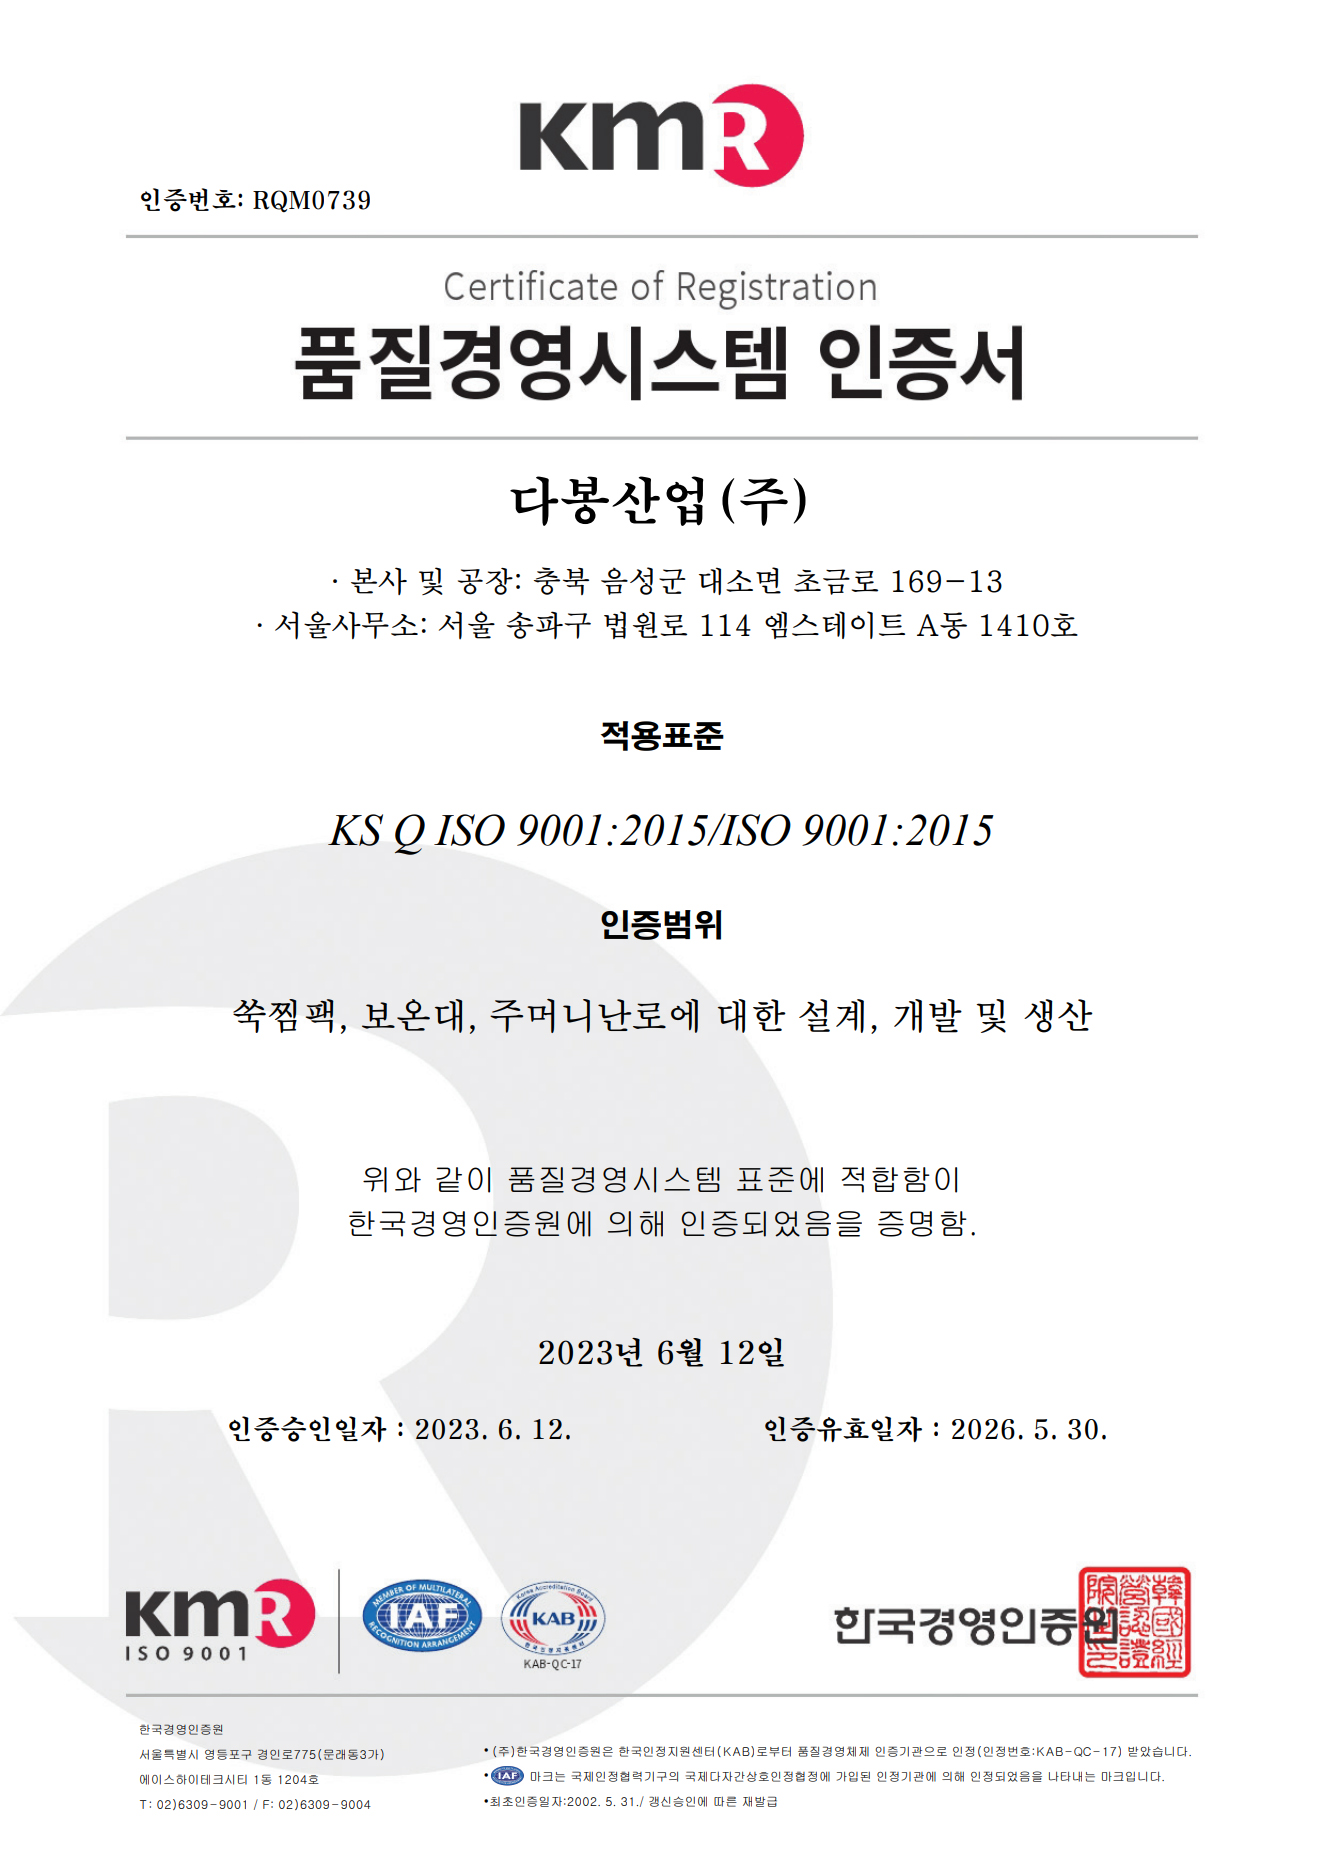 KMR
인증번호: RQM0739
Certificate of Registration
품질경영시스템 인증서
다봉산업(주)
· 본사 및 공장: 충북 음성군 대소면 초금로 169-13
· 서울사무소: 서울 송파구 법원로 114 엠스테이트 A동 1410호
적용표준
KS Q ISO 9001:2015/ISO 9001:2015
인증범위
쑥찜팩, 보온대, 주머니난로에 대한 설계, 개발 및 생산
위와 같이 품질경영시스템 표준에 적합함이
한국경영인증원에 의해 인증되었음을 증명함.
2023년 6월 12일
인증승인일자 : 2023. 6. 12.
인증유효일자 : 2026. 5. 30.
KMR
ISO 9001
MEMBER OF MULTILATERAL
IAF
RECOGNITION ARRANGEMENT
Korea Accreditation Board
KAB
한국인정지원센터
KAB-QC-17
한국경영인증원
韓國經
營認證
한국경영인증원
서울특별시 영등포구 경인로775(문래동3가)
에이스하이테크시티 1동 1204호
T: 02)6309-9001 / F: 02)6309-9004
•(주)한국경영인증원은 한국인정지원센터(KAB)로부터 품질경영체제 인증기관으로 인정(인정번호:KAB-QC-17) 받았습니다.
•IAF 마크는 국제인정협력기구의 국제다자간상호인정협정에 가입된 인정기관에 의해 인정되었음을 나타내는 마크입니다.
•최초인증일자:2002. 5. 31./ 갱신승인에 따른 재발급